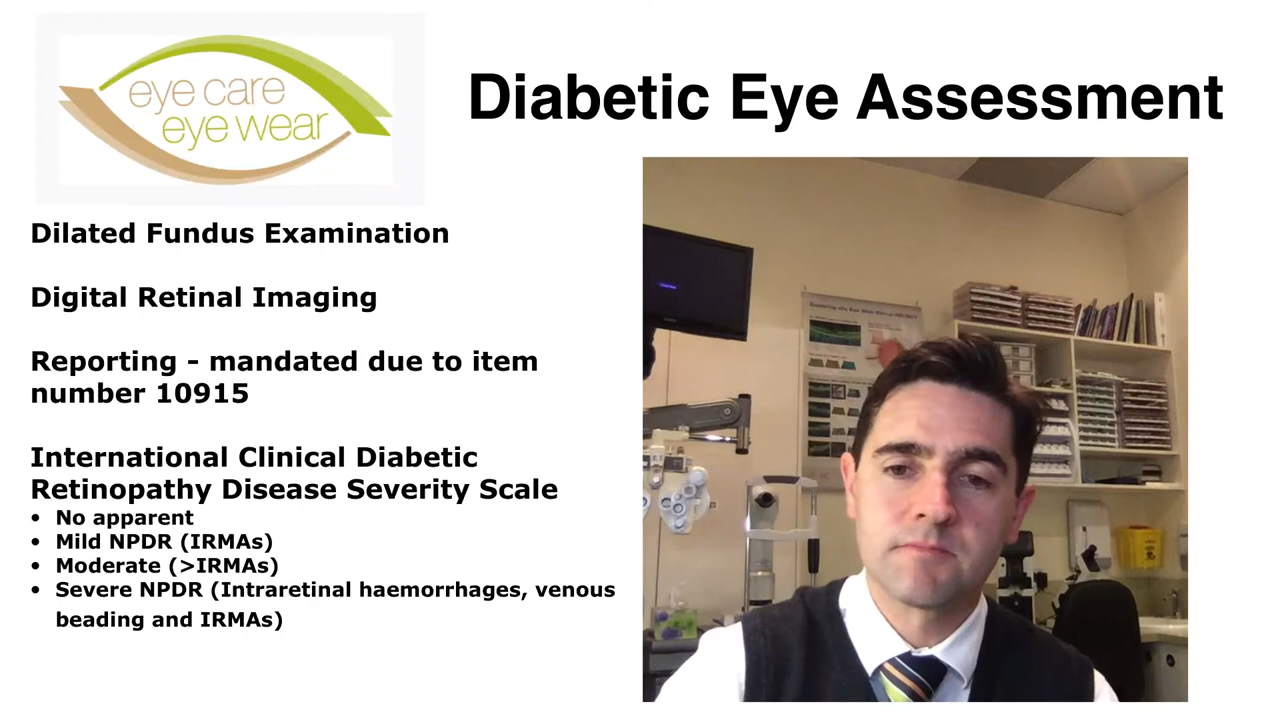 eye care
eye wear
Diabetic Eye Assessment
Dilated Fundus Examination
Digital Retinal Imaging
Reporting - mandated due to item
number 10915
International Clinical Diabetic
Retinopathy Disease Severity Scale
• No apparent
• Mild NPDR (IRMAs)
• Moderate (>IRMAs)
• Severe NPDR (Intraretinal haemorrhages, venous
beading and IRMAs)